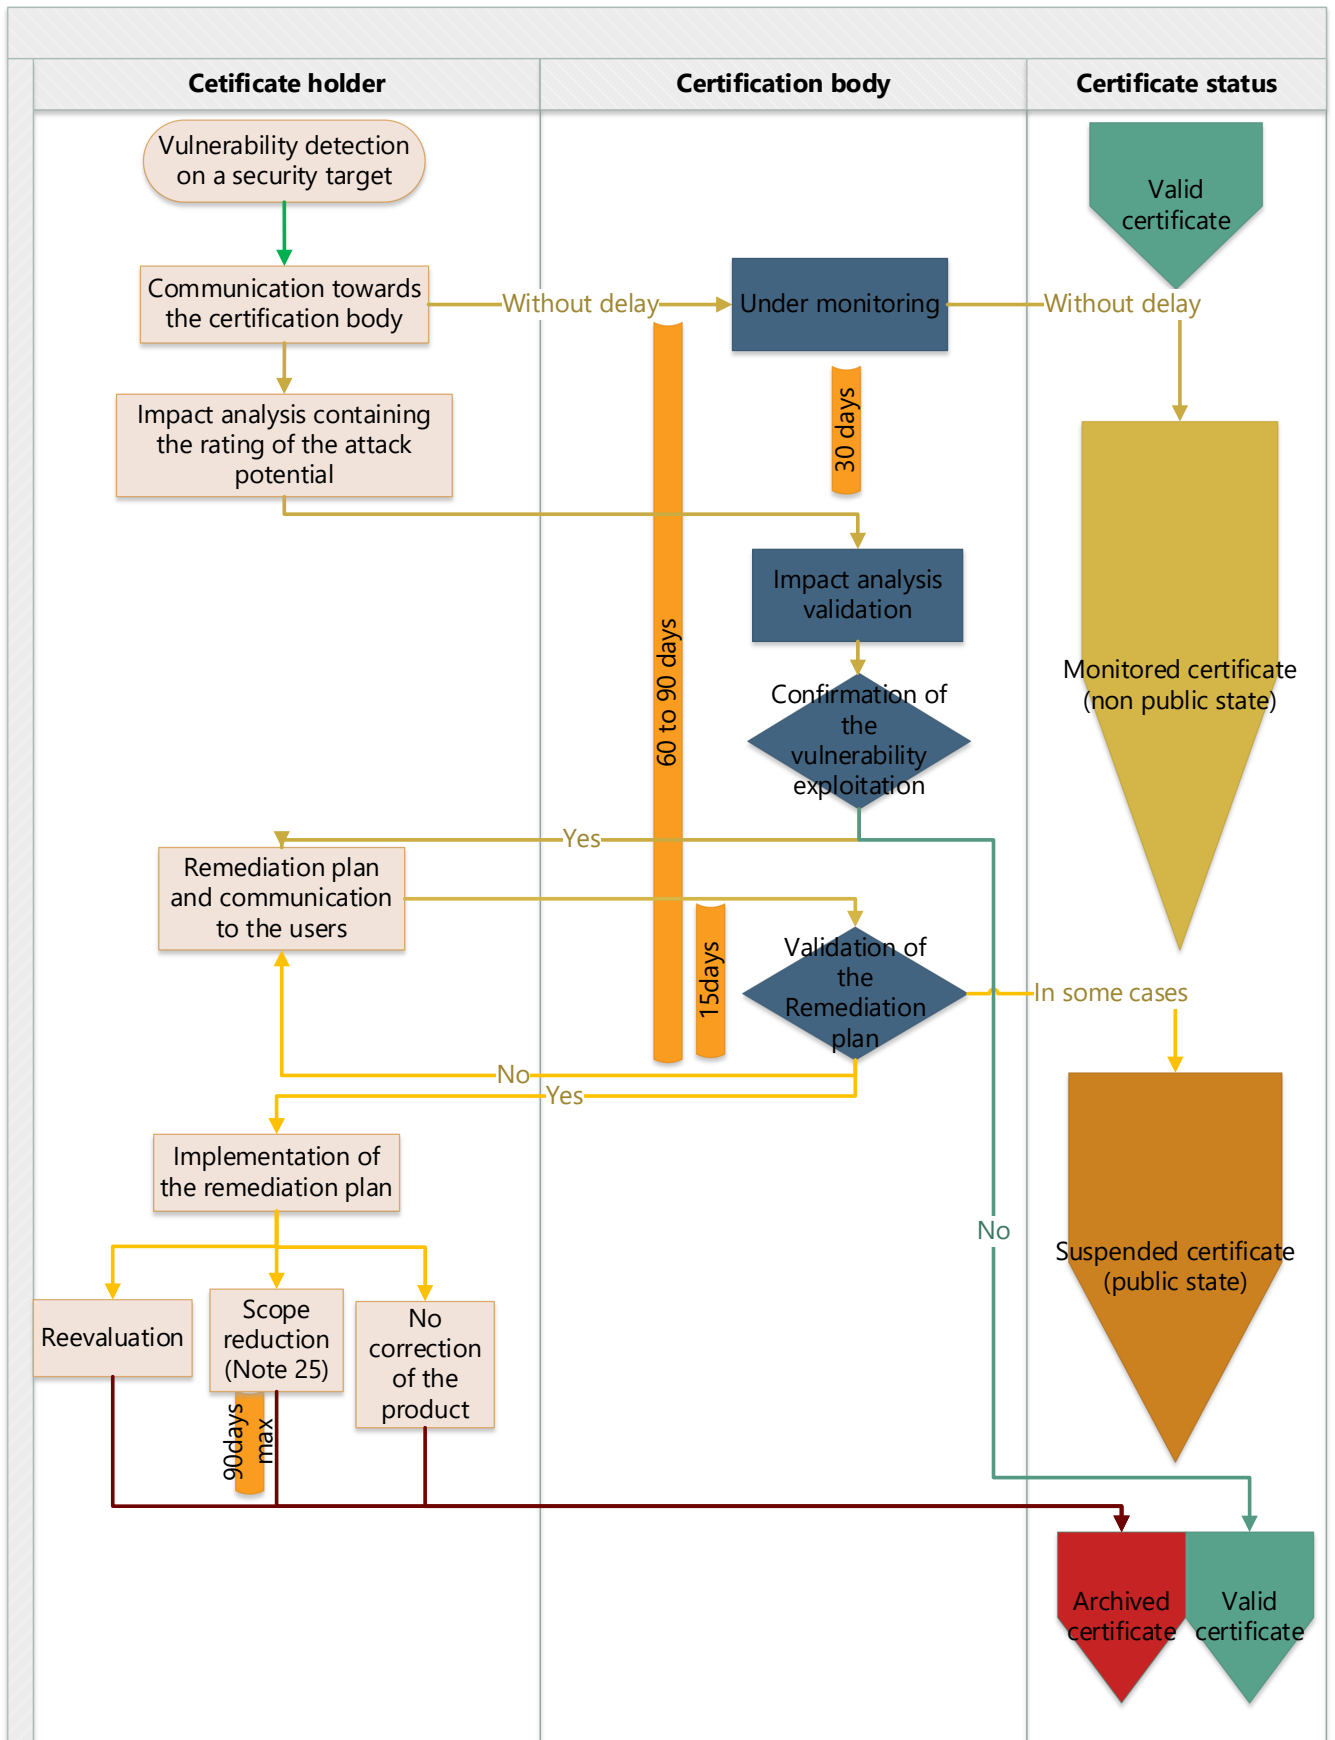 Cetificate holder
Certification body
Certificate status
Vulnerability detection
on a security target
Valid
certificate
Communication towards
the certification body
Without delay
Under monitoring
Without delay
Impact analysis containing
the rating of the attack
potential
30 days
Impact analysis
validation
60 to 90 days
Monitored certificate
(non public state)
Confirmation of
the
vulnerability
exploitation
Yes
Remediation plan
and communication
to the users
15days
Validation of
the
Remediation
plan
In some cases
No
Yes
Implementation of
the remediation plan
No
Suspended certificate
(public state)
Reevaluation
Scope
reduction
(Note 25)
No
correction
of the
product
90days
max
Archived
certificate
Valid
certificate